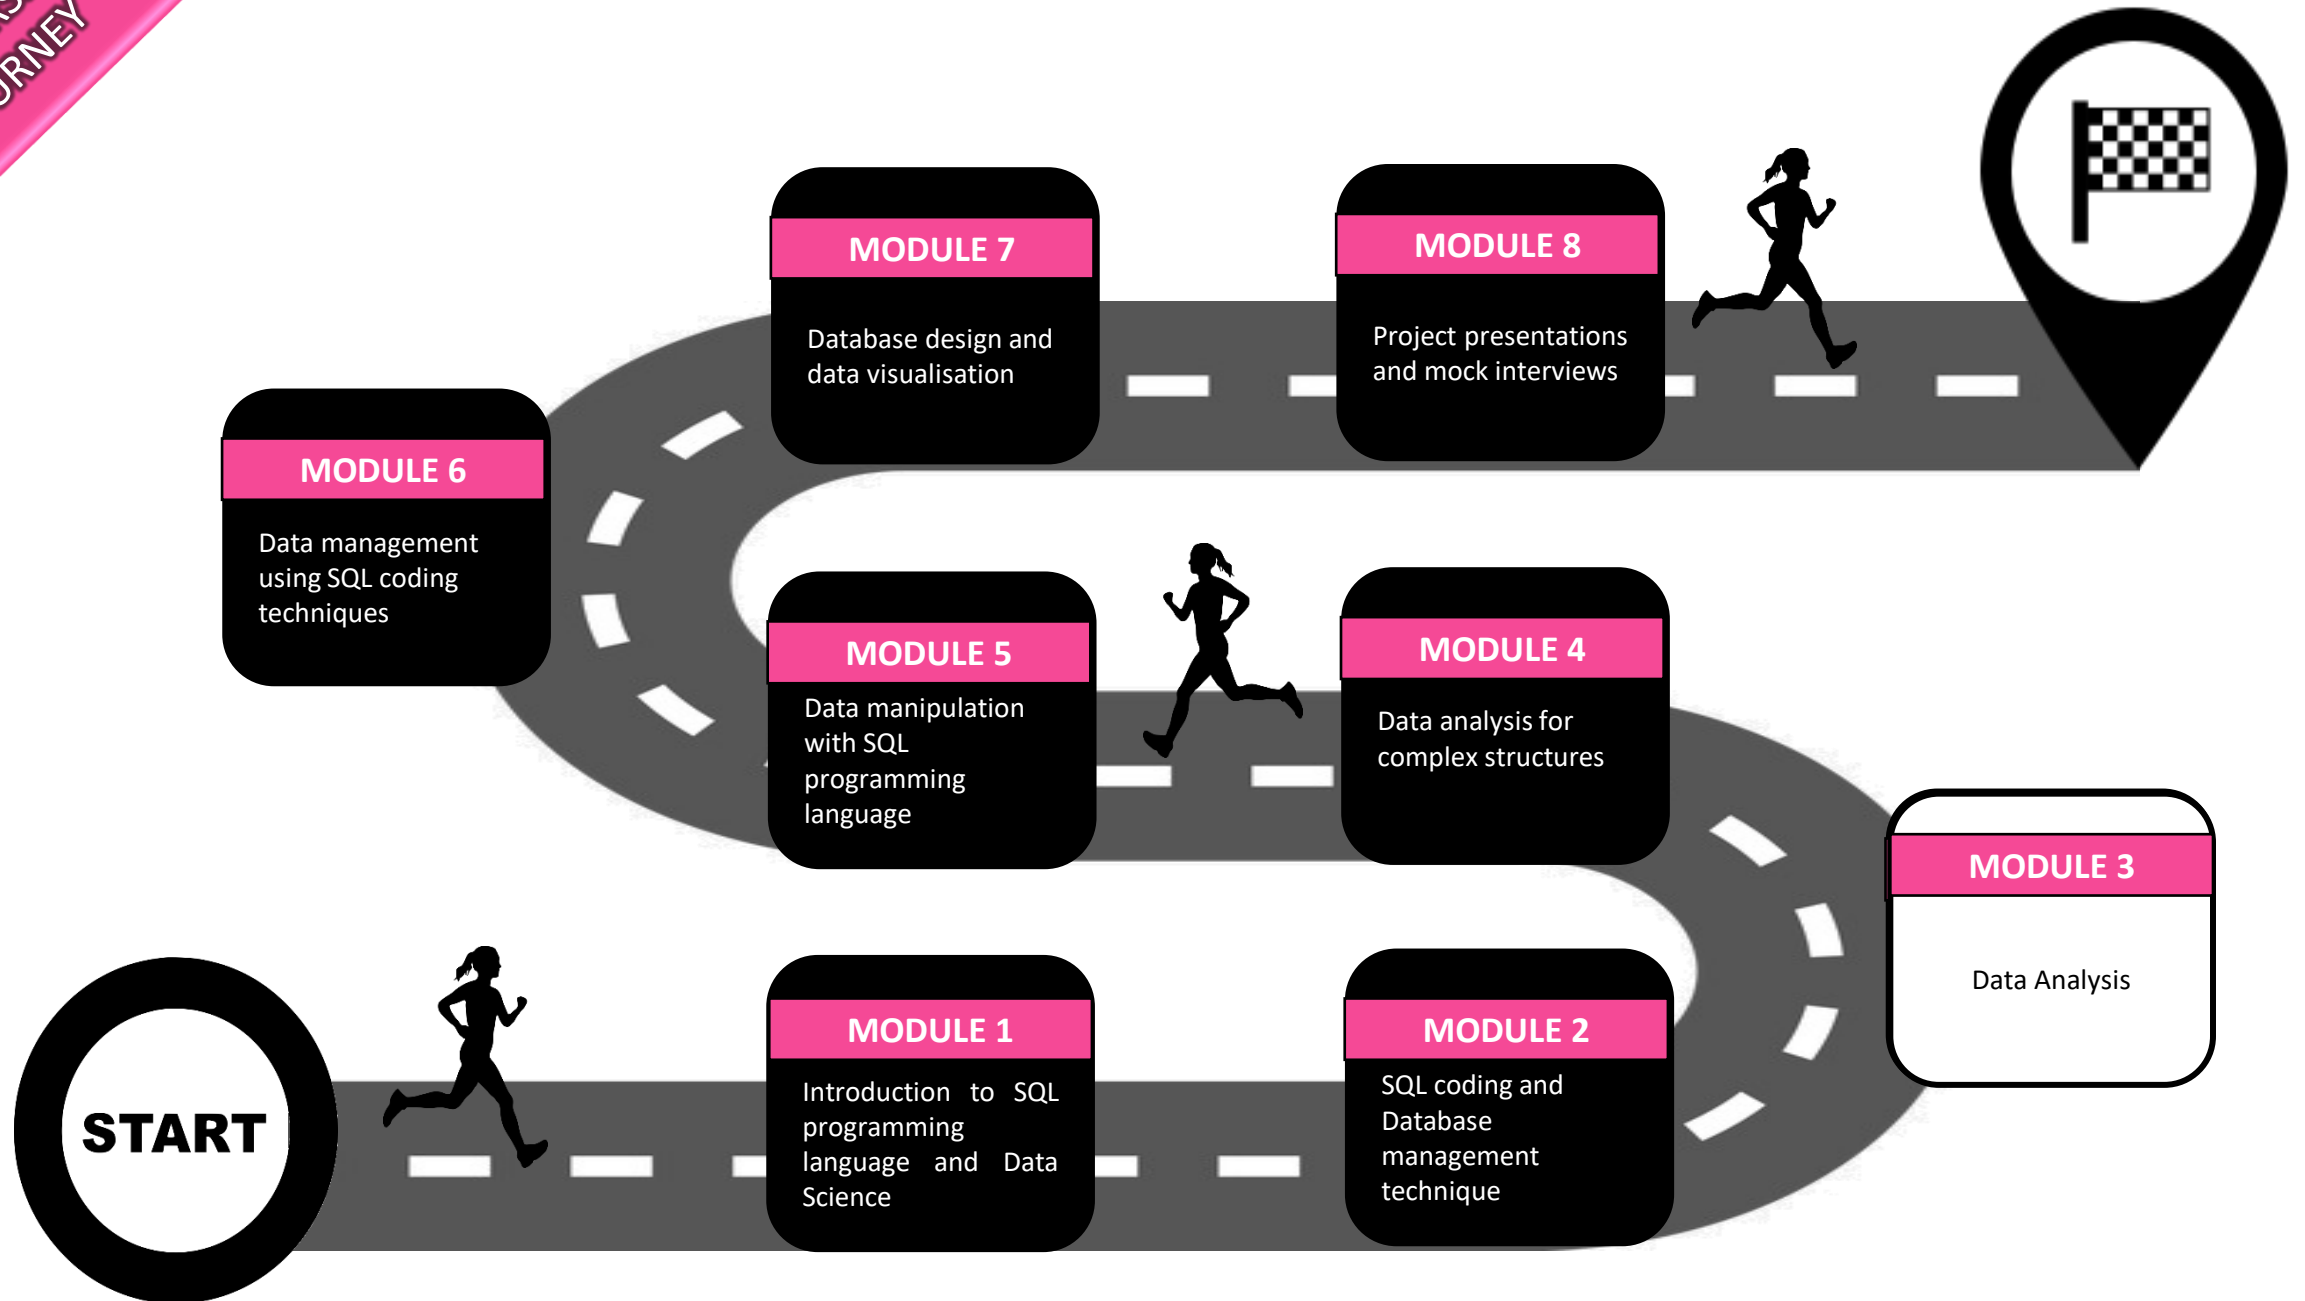 MODULE 7
Database design and
data visualisation
MODULE 8
Project presentations
and mock interviews
MODULE 6
Data management
using SQL coding
techniques
MODULE 5
Data manipulation
with SQL
programming
language
MODULE 4
Data analysis for
complex structures
MODULE 3
Data Analysis
START
MODULE 1
Introduction to SQL
programming
language and Data
Science
MODULE 2
SQL coding and
Database
management
technique